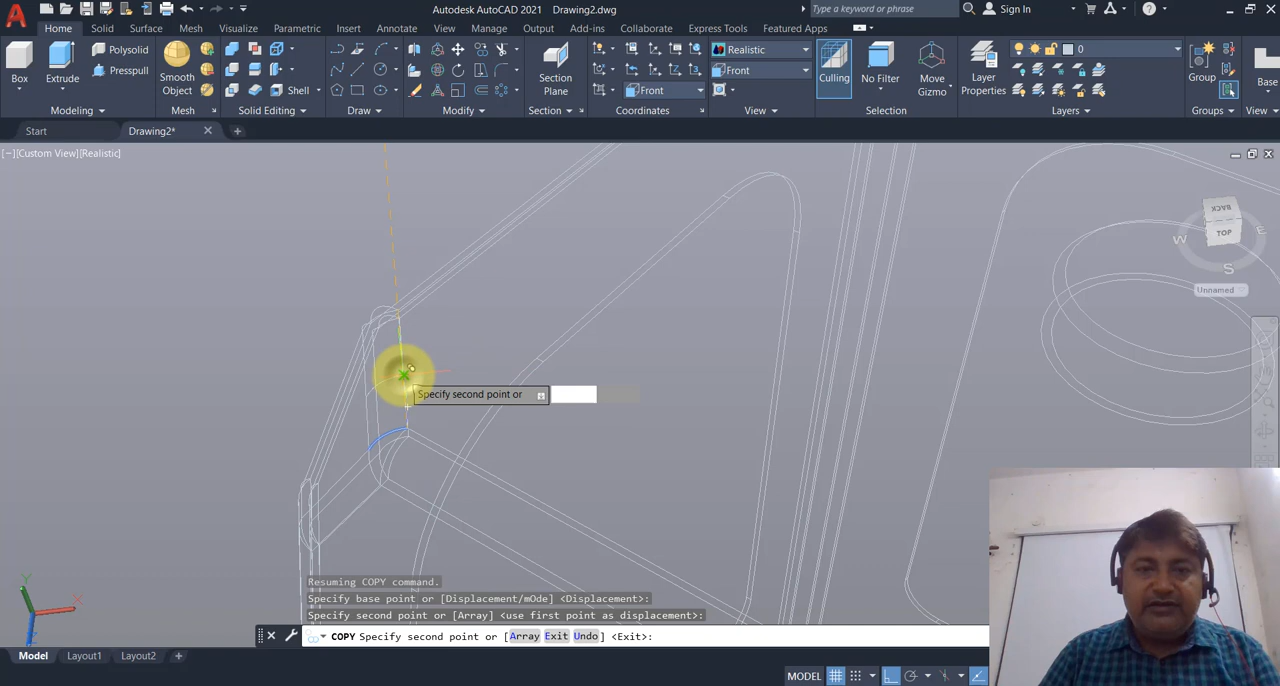 Autodesk AutoCAD 2021 Drawing2.dwg
Type a keyword or phrase
Sign In
Home Solid Surface Mesh Visualize Parametric Insert Annotate View Manage Output Add-ins Collaborate Express Tools Featured Apps
Box
Extrude
Polysolid
Presspull
Modeling
Smooth
Object
Mesh
Shell
Solid Editing
Draw
Modify
Section
Plane
Section
Front
Coordinates
Realistic
Front
View
Culling
No Filter
Move
Gizmo
Selection
Layer
Properties
0
Layers
Group
Groups
Base
View
Start
Drawing2*
[−][Custom View][Realistic]
BACK
TOP
W
E
S
Unnamed
Specify second point or
Y
X
Z
Resuming COPY command.
Specify base point or [Displacement/mOde] <Displacement>:
Specify second point or [Array] <use first point as displacement>:
COPY Specify second point or [Array Exit Undo] <Exit>:
Model Layout1 Layout2
MODEL